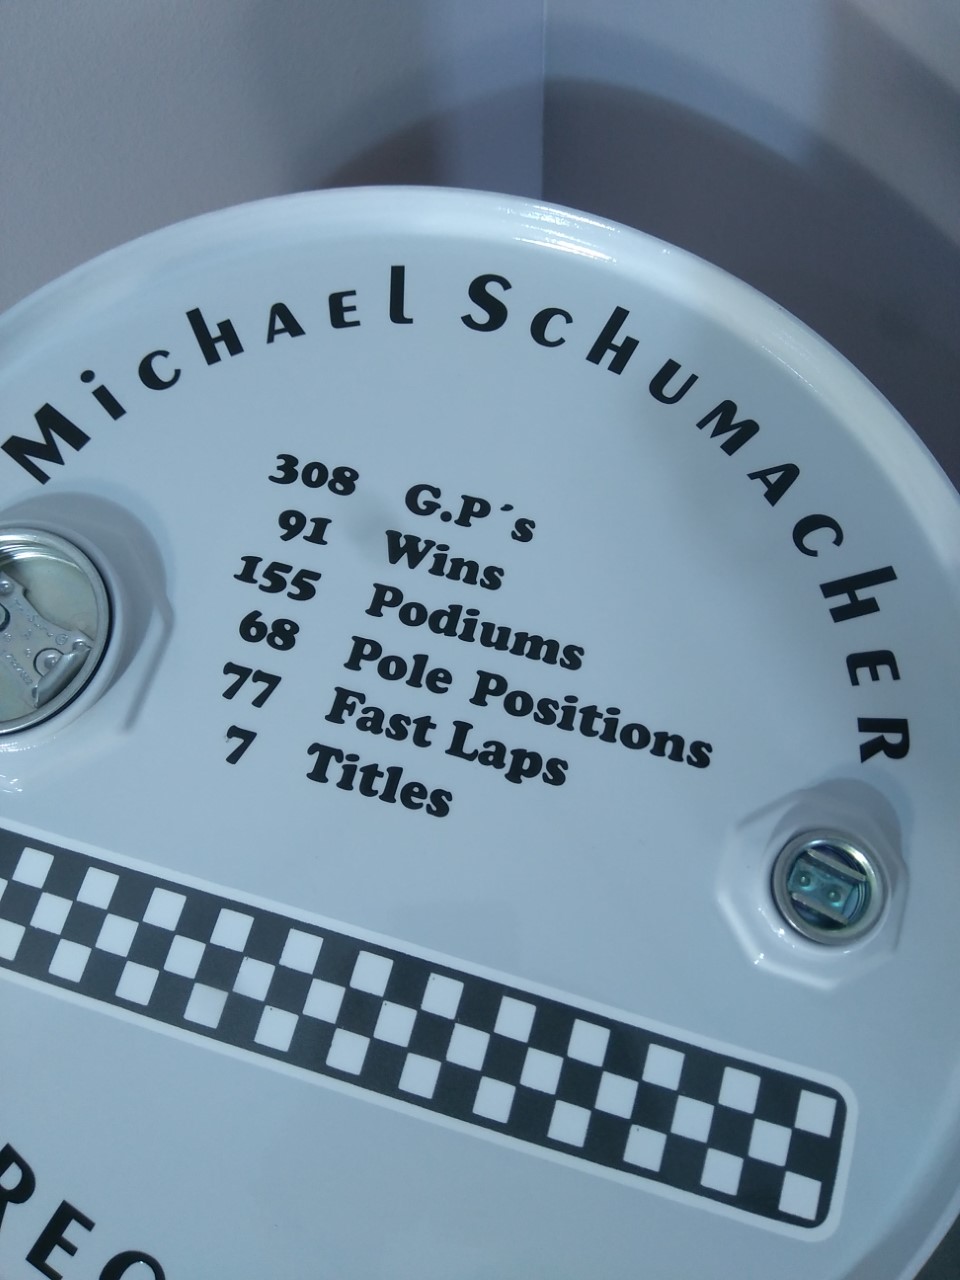 Michael Schumacher
308 G.P´s
91 Wins
155 Podiums
68 Pole Positions
77 Fast Laps
7 Titles